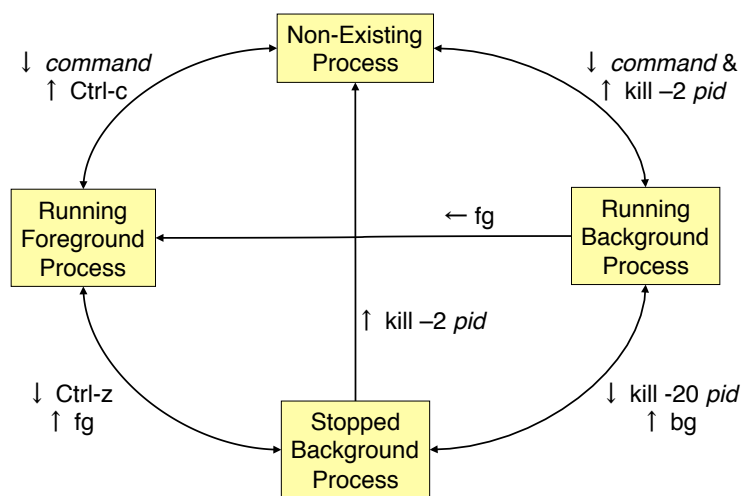 Non-Existing
Process
↓ command
↑ Ctrl-c
↓ command &
↑ kill –2 pid
Running
Foreground
Process
← fg
Running
Background
Process
↑ kill –2 pid
↓ Ctrl-z
↑ fg
Stopped
Background
Process
↓ kill -20 pid
↑ bg